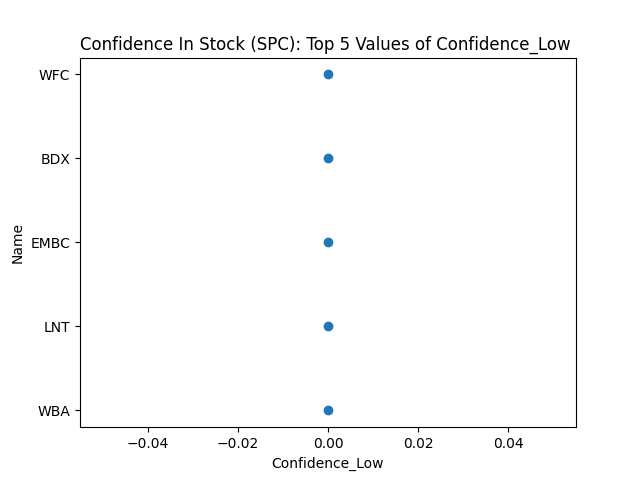 Confidence In Stock (SPC): Top 5 Values of Confidence_Low
WFC
BDX
EMBC
LNT
WBA
Name
−0.04 −0.02 0.00 0.02 0.04
Confidence_Low